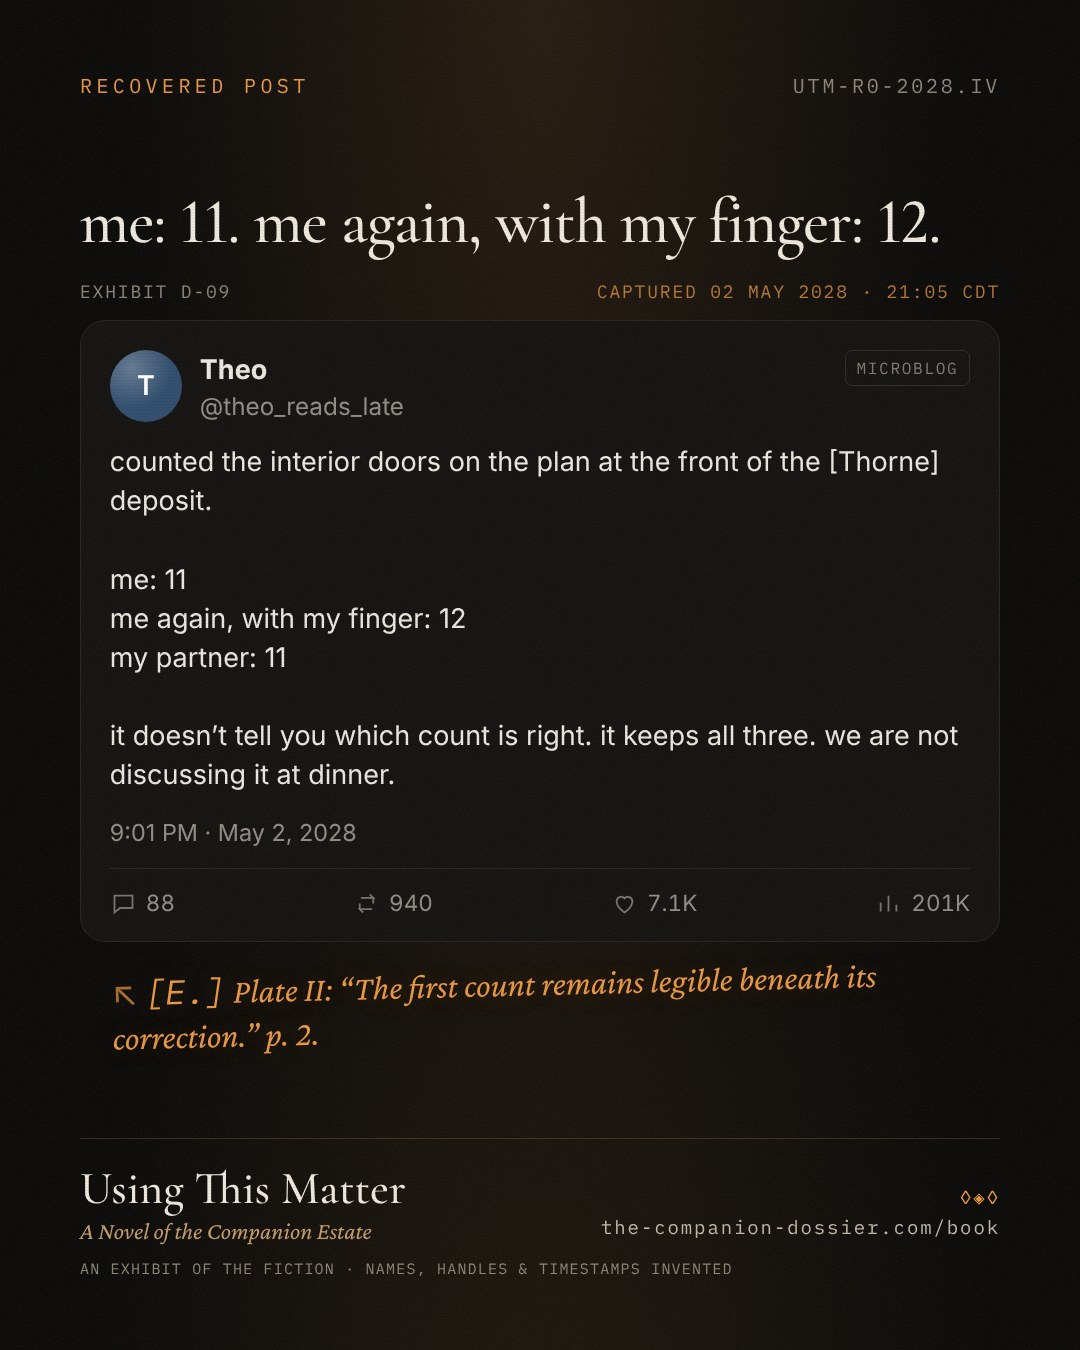 RECOVERED POST
UTM-R0-2028.IV
me: 11. me again, with my finger: 12.
EXHIBIT D-09
CAPTURED 02 MAY 2028 · 21:05 CDT
T
Theo
@theo_reads_late
MICROBLOG
counted the interior doors on the plan at the front of the [Thorne]
deposit.
me: 11
me again, with my finger: 12
my partner: 11
it doesn’t tell you which count is right. it keeps all three. we are not
discussing it at dinner.
9:01 PM · May 2, 2028
88
940
7.1K
201K
↖ [E.] Plate II: “The first count remains legible beneath its
correction.” p. 2.
Using This Matter
A Novel of the Companion Estate
◊◈◊
the-companion-dossier.com/book
AN EXHIBIT OF THE FICTION · NAMES, HANDLES & TIMESTAMPS INVENTED